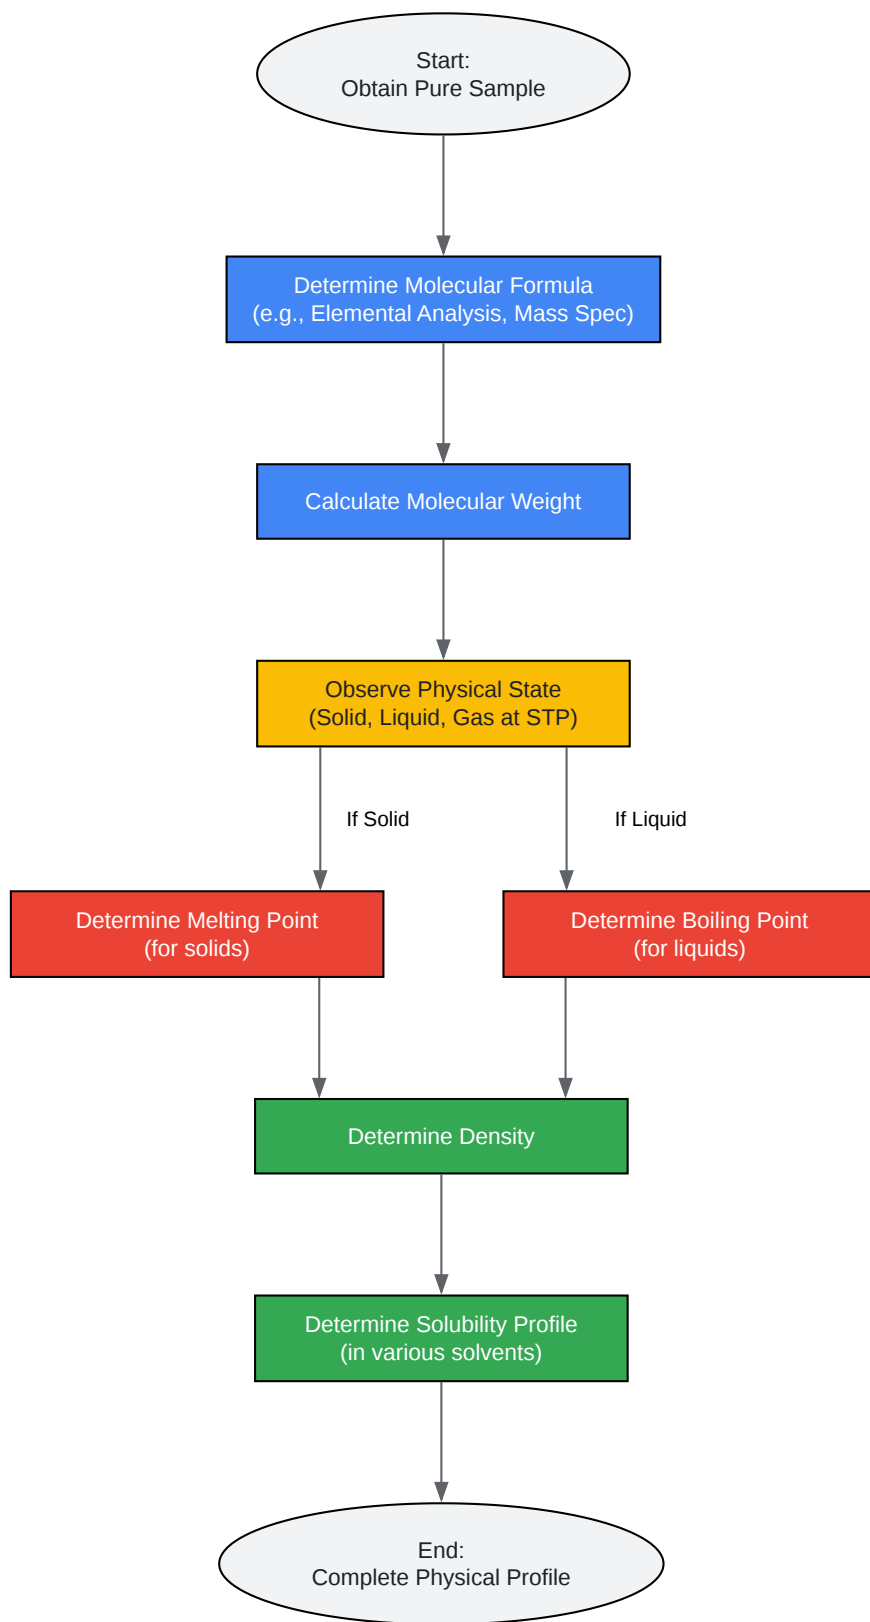 Start:
Obtain Pure Sample
Determine Molecular Formula
(e.g., Elemental Analysis, Mass Spec)
Calculate Molecular Weight
Observe Physical State
(Solid, Liquid, Gas at STP)
If Solid
If Liquid
Determine Melting Point
(for solids)
Determine Boiling Point
(for liquids)
Determine Density
Determine Solubility Profile
(in various solvents)
End:
Complete Physical Profile